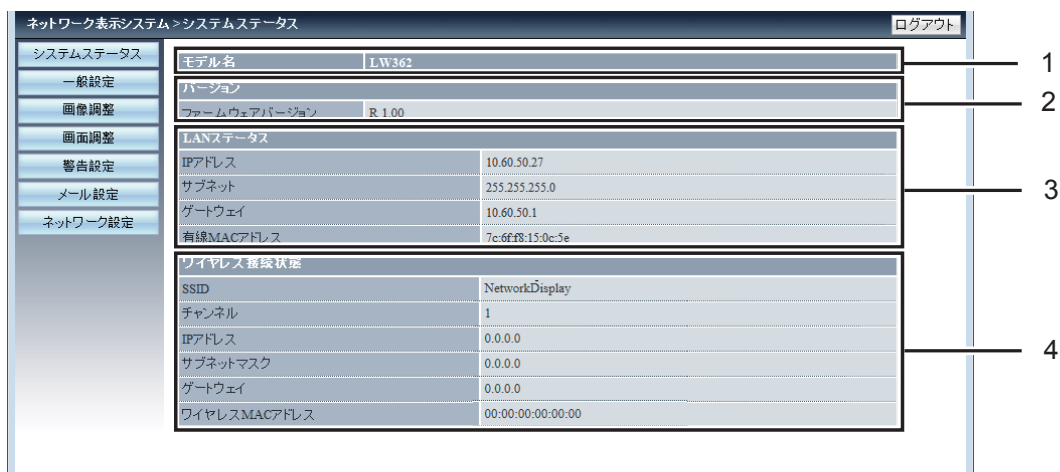 ネットワーク表示システム＞システムステータス
ログアウト
システムステータス
一般設定
画像調整
画面調整
警告設定
メール設定
ネットワーク設定
モデル名 LW362
1
バージョン
ファームウェアバージョン R 1.00
2
LANステータス
IPアドレス 10.60.50.27
サブネット 255.255.255.0
ゲートウェイ 10.60.50.1
有線MACアドレス 7c:6f:f8:15:0c:5e
3
ワイヤレス接続状態
SSID NetworkDisplay
チャンネル 1
IPアドレス 0.0.0.0
サブネットマスク 0.0.0.0
ゲートウェイ 0.0.0.0
ワイヤレスMACアドレス 00:00:00:00:00:00
4